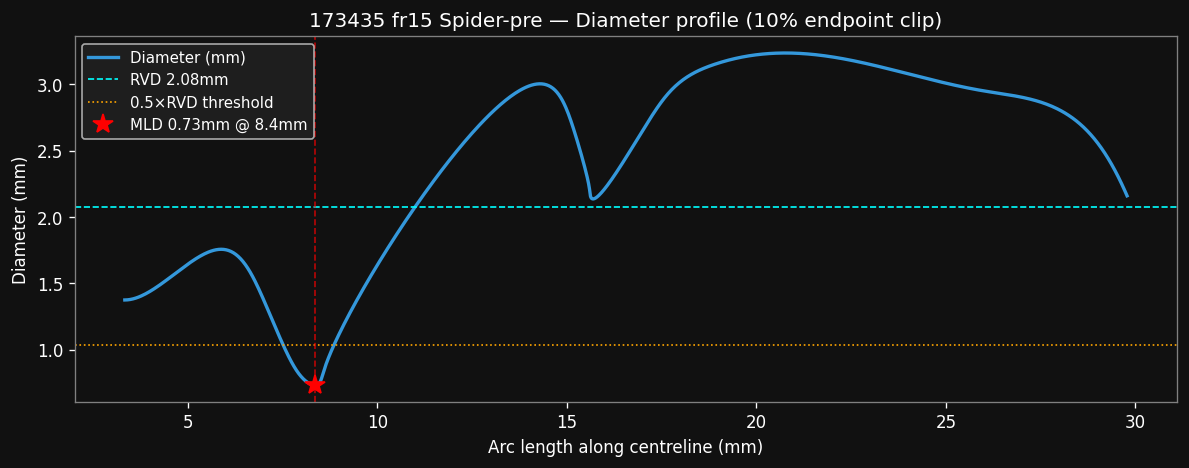 173435 fr15 Spider-pre — Diameter profile (10% endpoint clip)
Diameter (mm)
RVD 2.08mm
0.5×RVD threshold
MLD 0.73mm @ 8.4mm
Diameter (mm)
3.0
2.5
2.0
1.5
1.0
5 10 15 20 25 30
Arc length along centreline (mm)